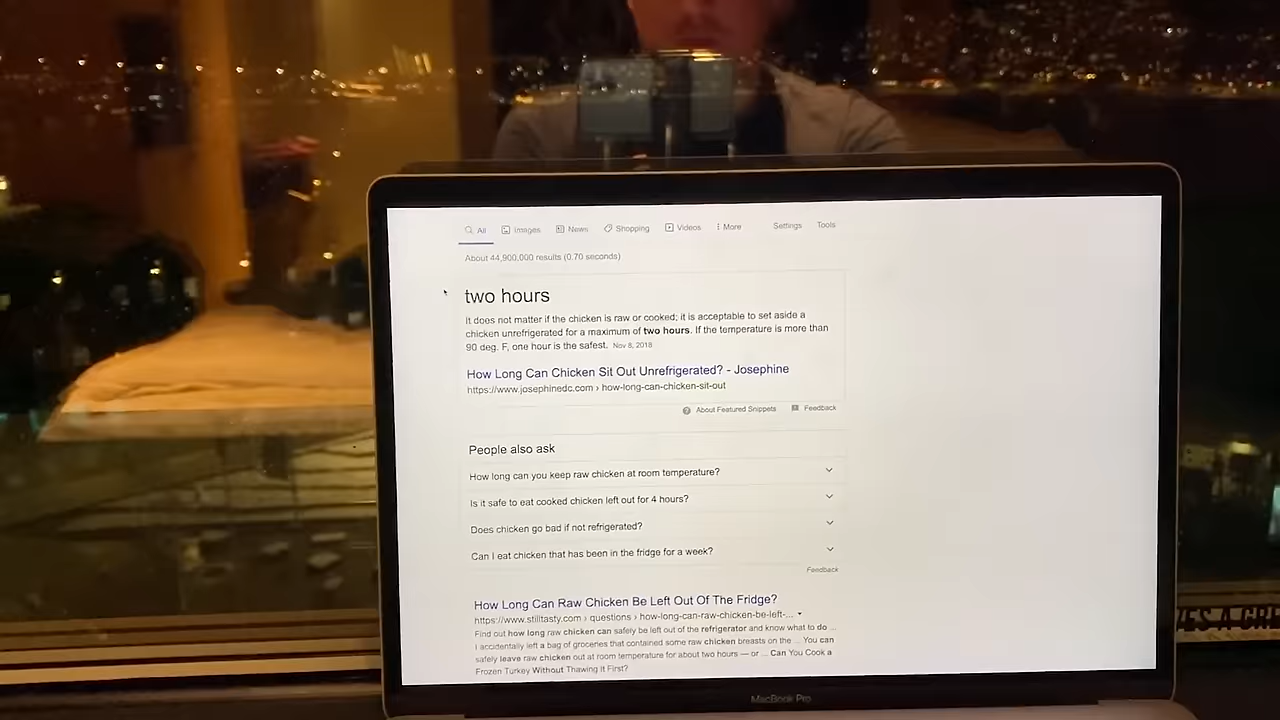 All Images News Shopping Videos More Settings Tools
About 44,900,000 results (0.70 seconds)
two hours
It does not matter if the chicken is raw or cooked; it is acceptable to set aside a
chicken unrefrigerated for a maximum of two hours. If the temperature is more than
90 deg. F, one hour is the safest. Nov 8, 2018
How Long Can Chicken Sit Out Unrefrigerated? - Josephine
https://www.josephinedc.com › how-long-can-chicken-sit-out
About Featured Snippets Feedback
People also ask
How long can you keep raw chicken at room temperature?
Is it safe to eat cooked chicken left out for 4 hours?
Does chicken go bad if not refrigerated?
Can I eat chicken that has been in the fridge for a week?
Feedback
How Long Can Raw Chicken Be Left Out Of The Fridge?
https://www.stilltasty.com › questions › how-long-can-raw-chicken-be-left-...
Find out how long raw chicken can safely be left out of the refrigerator and know what to do ...
I accidentally left a bag of groceries that contained some raw chicken breasts on the ... You can
safely leave raw chicken out at room temperature for about two hours — or ... Can You Cook a
Frozen Turkey Without Thawing It First?
MacBook Pro